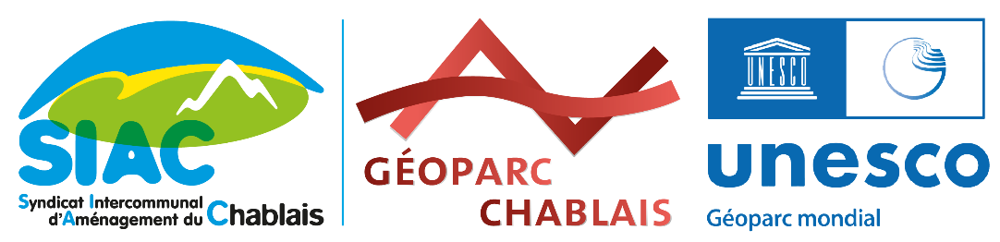 SIAC
Syndicat Intercommunal
d'Aménagement du Chablais
GÉOPARC
CHABLAIS
UNESCO
unesco
Géoparc mondial